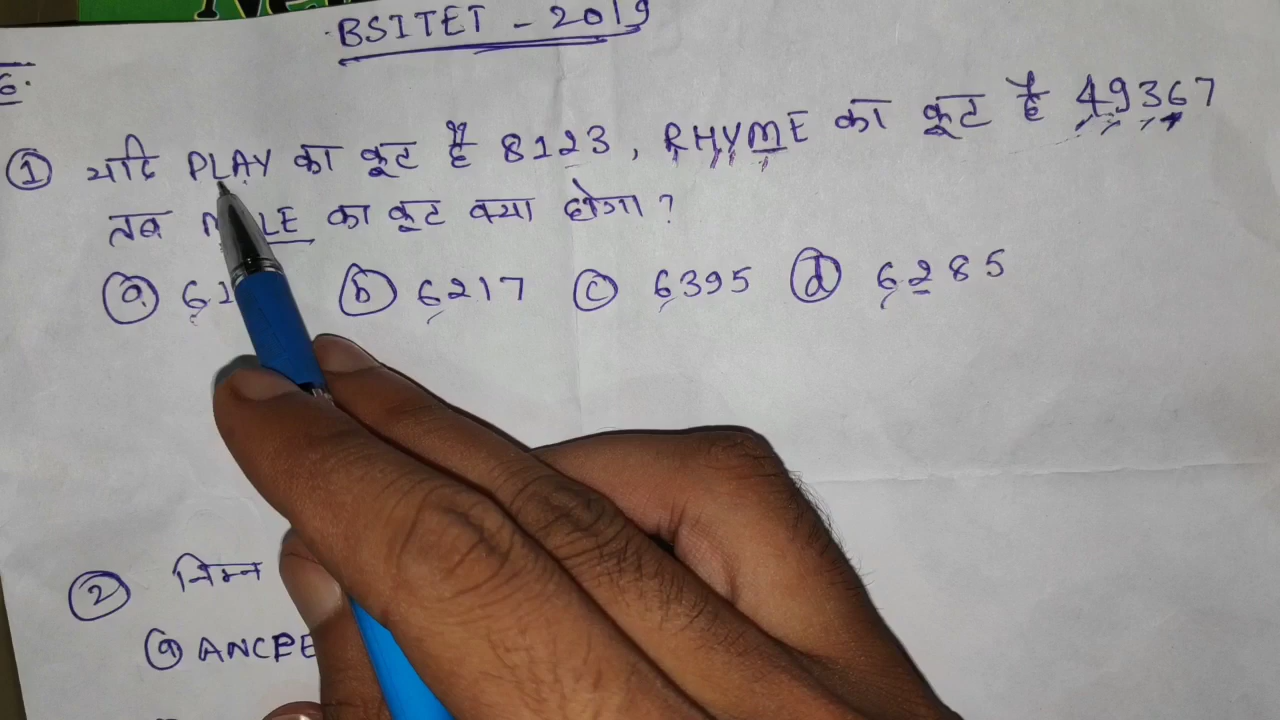 BSITET - 2019
6.
① यदि PLAY का कूट है 8123, RHYME का कूट है 49367
तब LE का कूट क्या होगा ?
ⓐ ⓑ 6217 ⓒ 6395 ⓓ 6285
② निम्न
ⓐ ANCPE